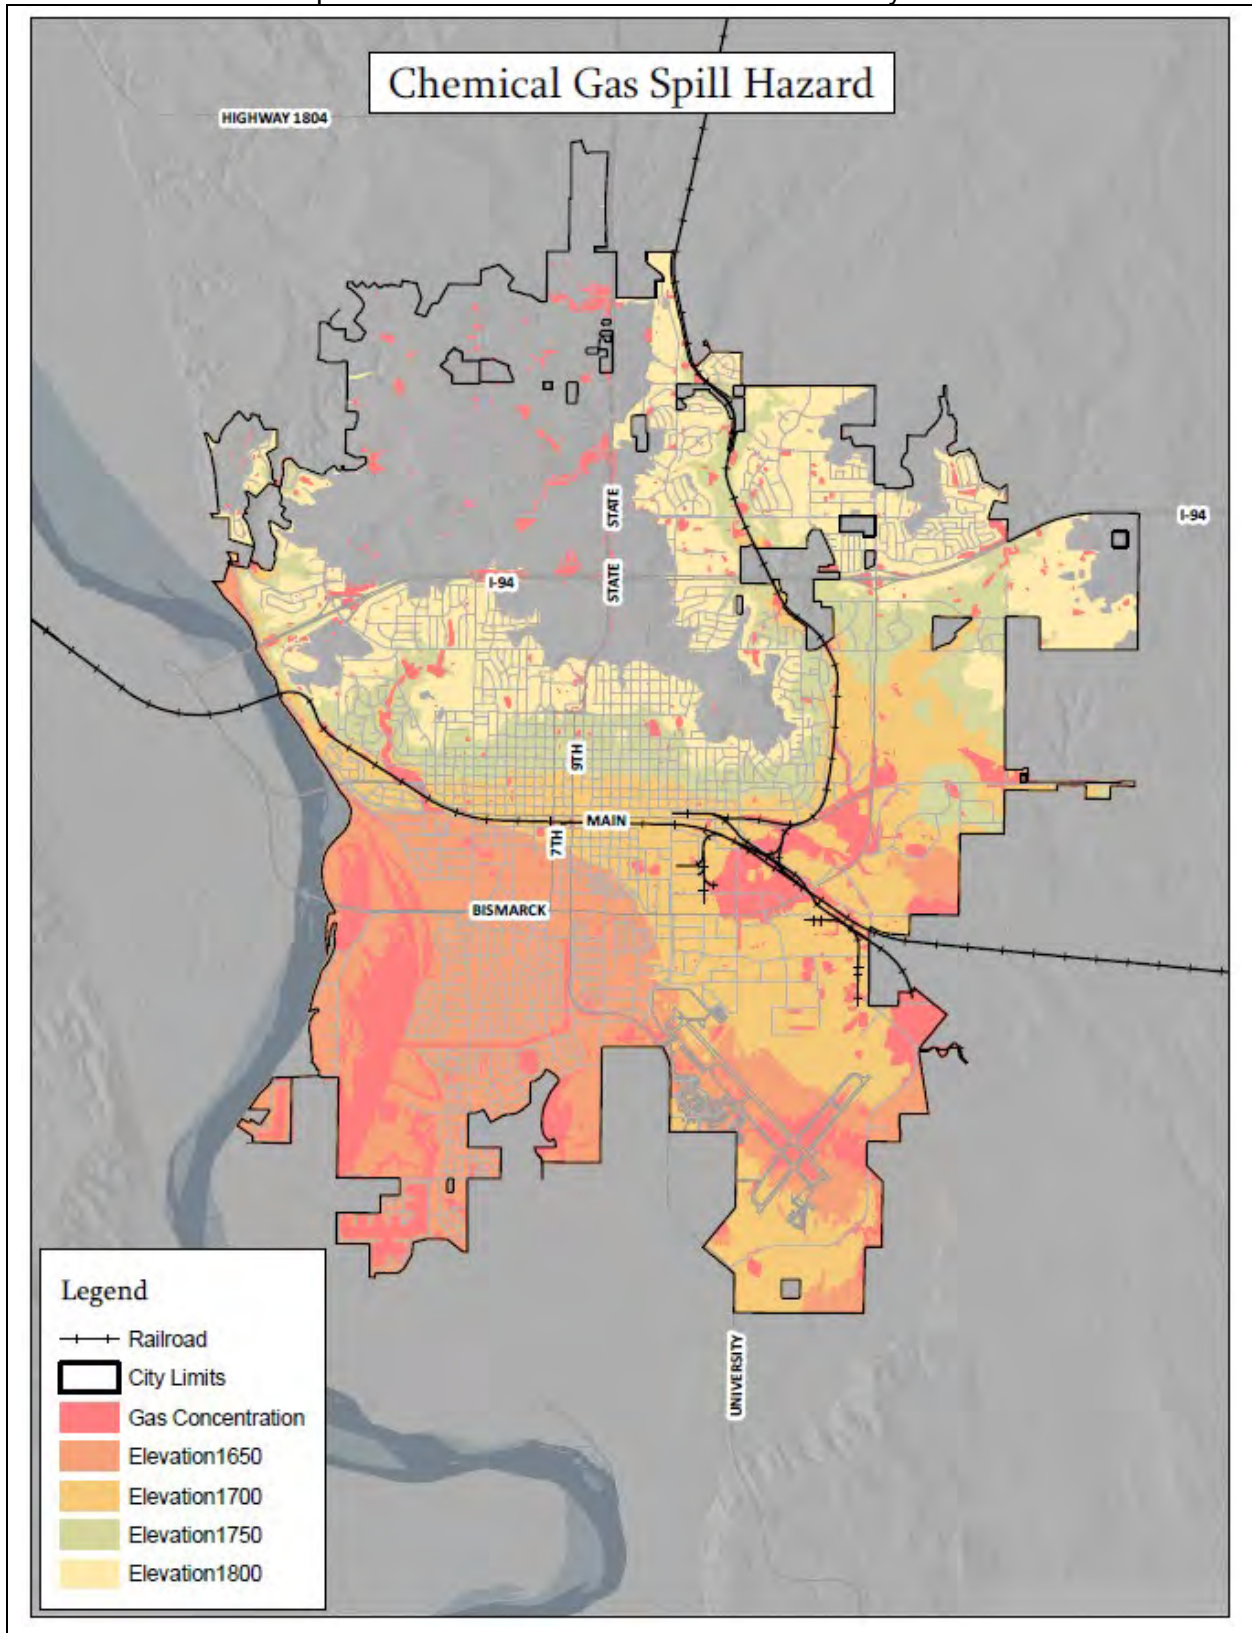 Chemical Gas Spill Hazard
HIGHWAY 1804
STATE
I-94
I-94
STATE
9TH
MAIN
7TH
BISMARCK
UNIVERSITY
Legend
Railroad
City Limits
Gas Concentration
Elevation1650
Elevation1700
Elevation1750
Elevation1800